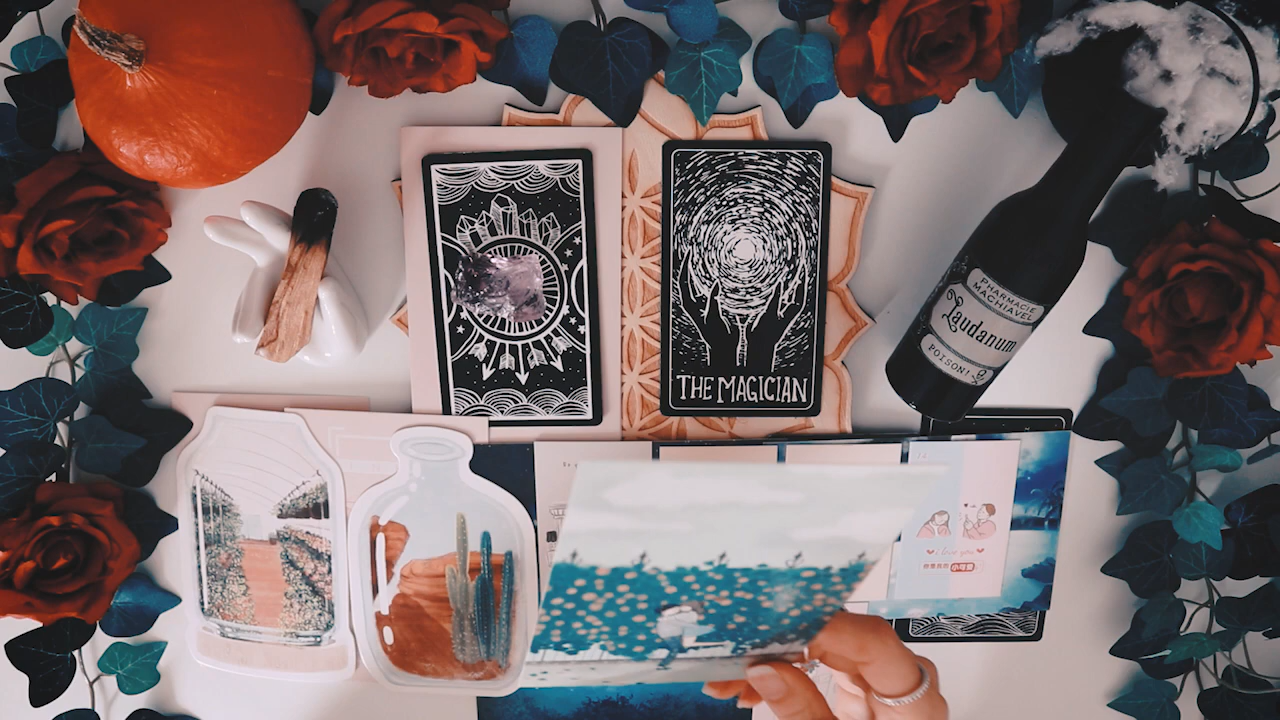 THE MAGICIAN
PHARMACIE
MACHIAVEL
Laudanum
POISON!
I love you